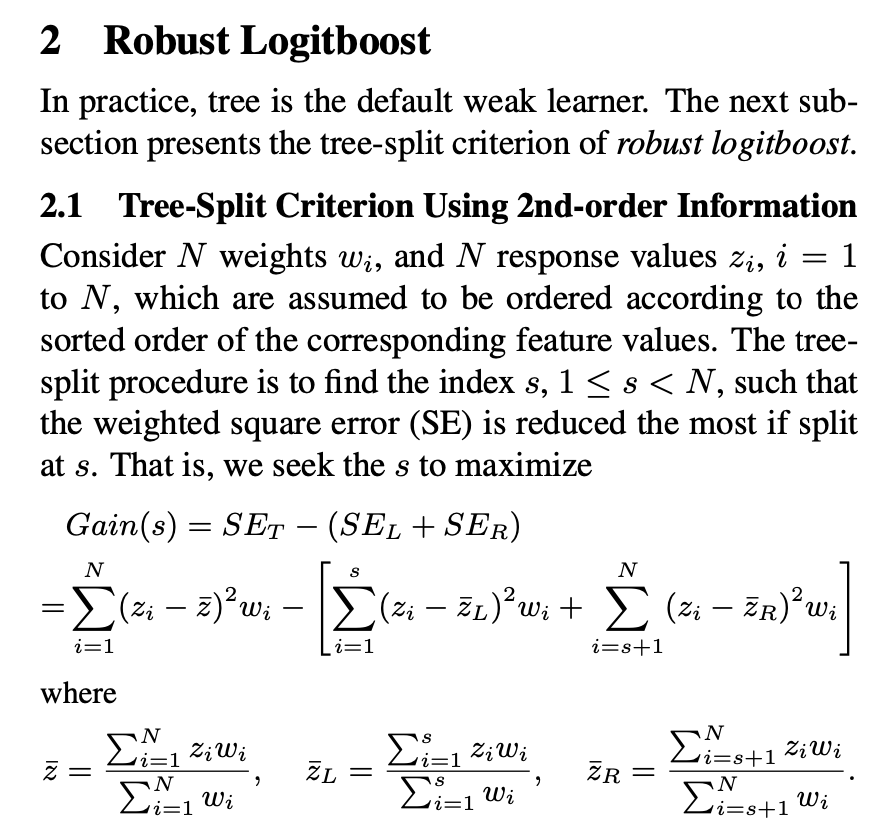 2 Robust Logitboost
In practice, tree is the default weak learner. The next sub-
section presents the tree-split criterion of robust logitboost.
2.1 Tree-Split Criterion Using 2nd-order Information
Consider N weights w_i, and N response values z_i, i = 1
to N, which are assumed to be ordered according to the
sorted order of the corresponding feature values. The tree-
split procedure is to find the index s, 1 ≤ s < N, such that
the weighted square error (SE) is reduced the most if split
at s. That is, we seek the s to maximize
Gain(s) = SE_T − (SE_L + SE_R)
= \sum_{i=1}^{N} (z_i − \bar{z})^2 w_i − \left[ \sum_{i=1}^{s} (z_i − \bar{z}_L)^2 w_i + \sum_{i=s+1}^{N} (z_i − \bar{z}_R)^2 w_i \right]
where
\bar{z} = \frac{\sum_{i=1}^{N} z_i w_i}{\sum_{i=1}^{N} w_i}, \bar{z}_L = \frac{\sum_{i=1}^{s} z_i w_i}{\sum_{i=1}^{s} w_i}, \bar{z}_R = \frac{\sum_{i=s+1}^{N} z_i w_i}{\sum_{i=s+1}^{N} w_i}.